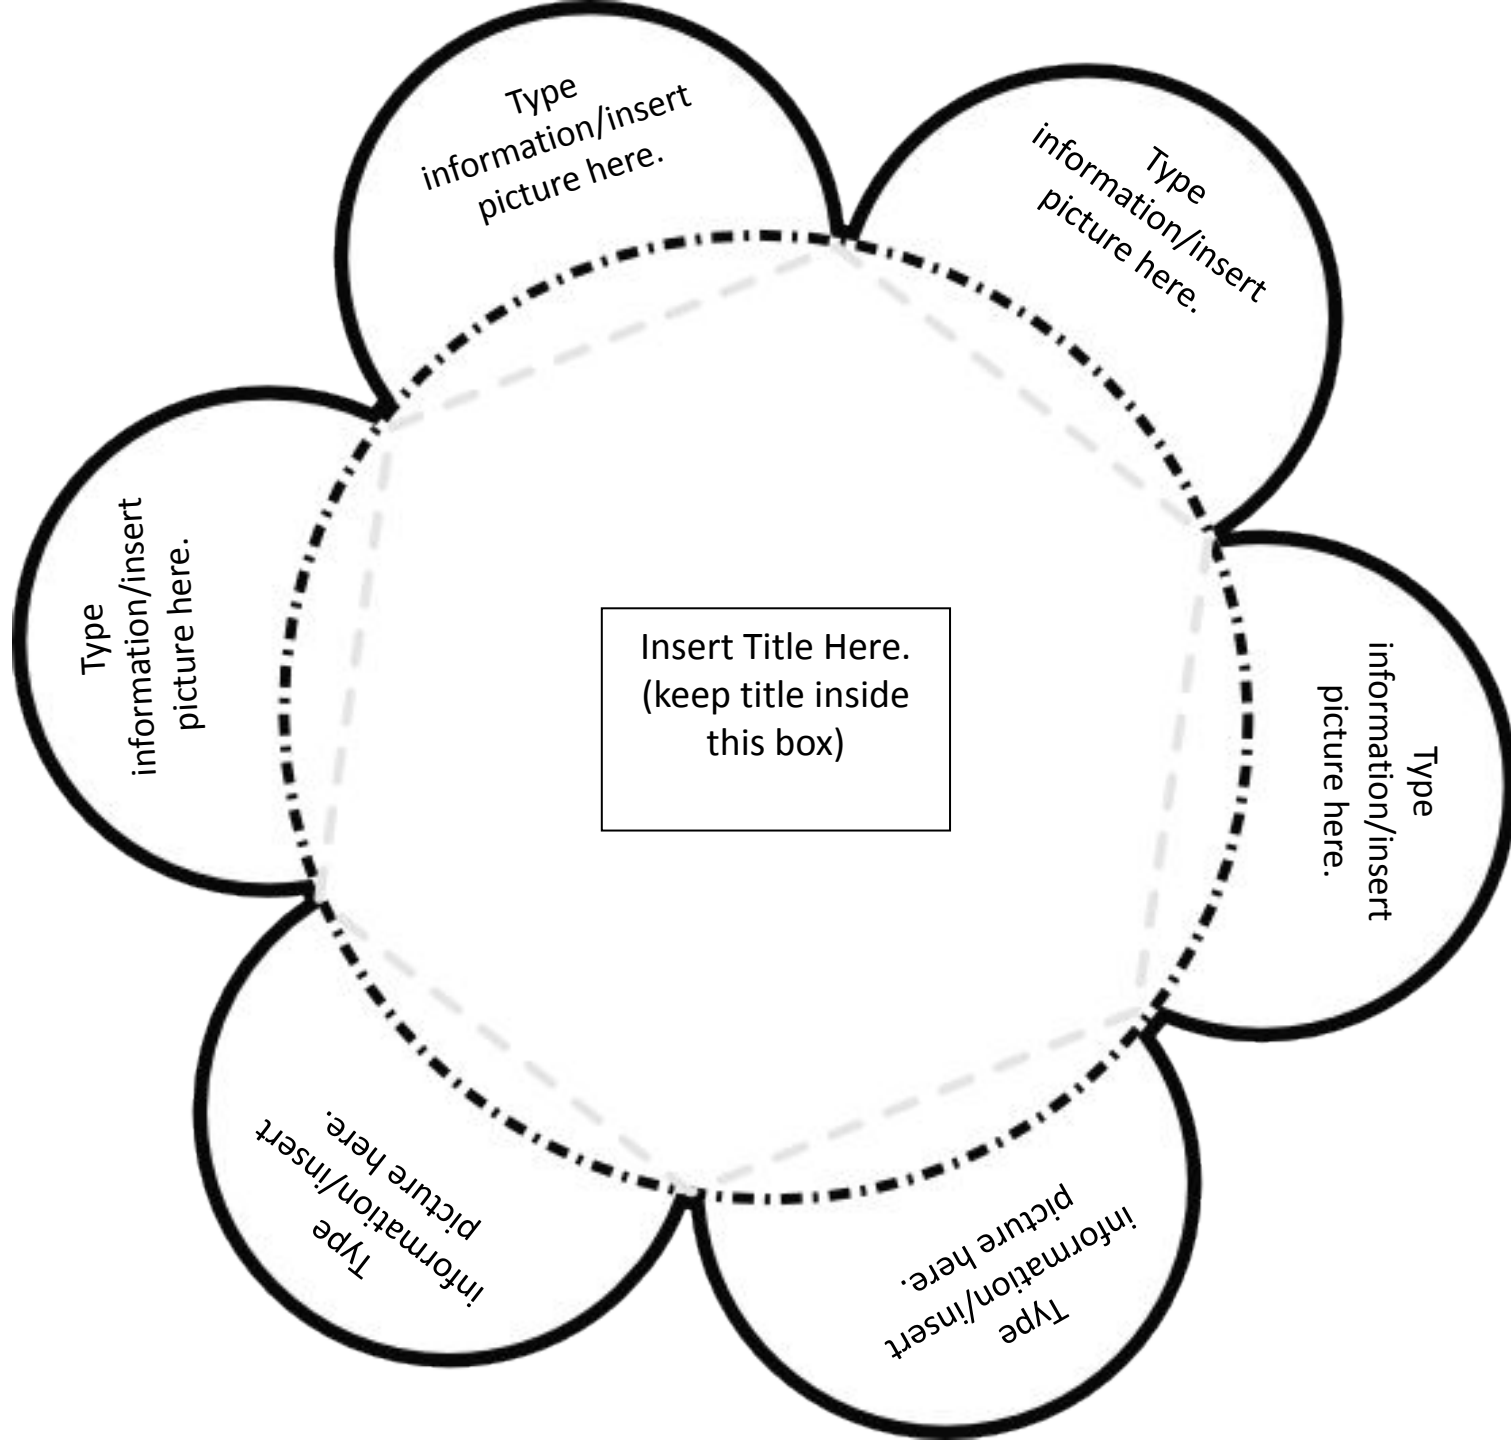 Type
information/insert
picture here.
Type
information/insert
picture here.
Type
information/insert
picture here.
Insert Title Here.
(keep title inside
this box)
Type
information/insert
picture here.
Type
information/insert
picture here.
Type
information/insert
picture here.